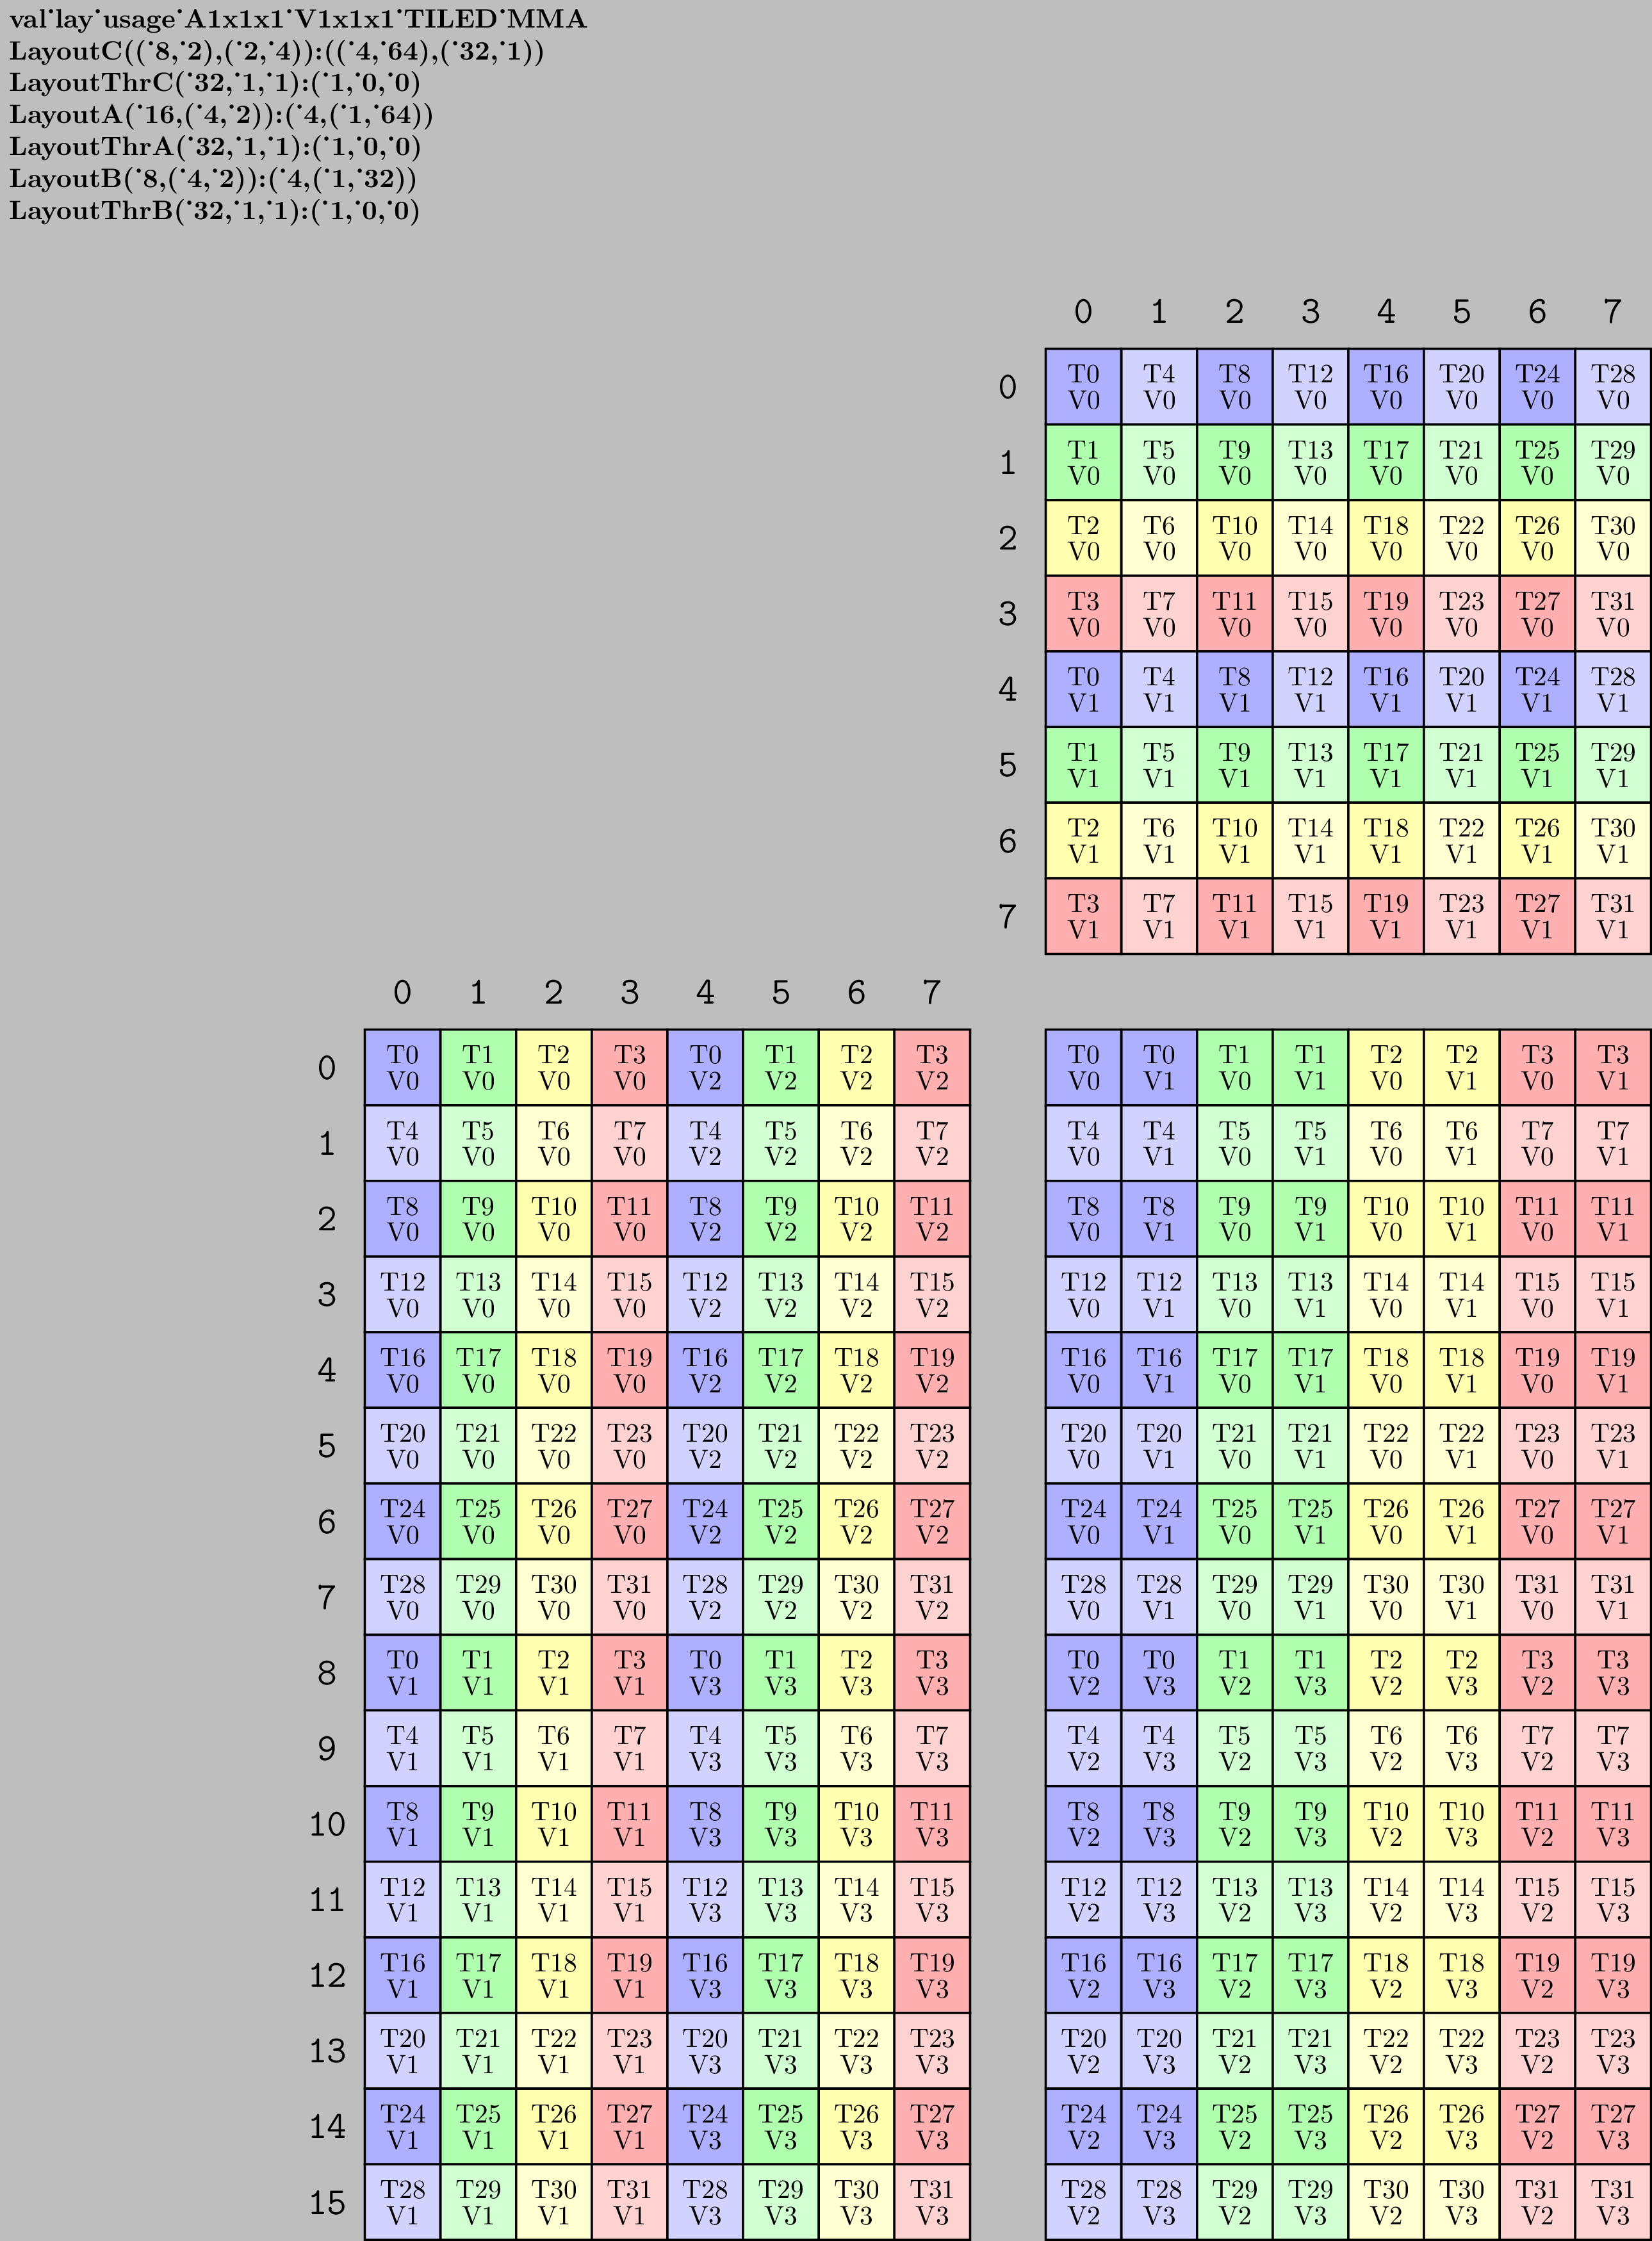 val˙lay˙usage˙A1x1x1˙V1x1x1˙TILED˙MMA
LayoutC((˙8,˙2),(˙2,˙4)):((˙4,˙64),(˙32,˙1))
LayoutThrC(˙32,˙1,˙1):(˙1,˙0,˙0)
LayoutA(˙16,(˙4,˙2)):(˙4,(˙1,˙64))
LayoutThrA(˙32,˙1,˙1):(˙1,˙0,˙0)
LayoutB(˙8,(˙4,˙2)):(˙4,(˙1,˙32))
LayoutThrB(˙32,˙1,˙1):(˙1,˙0,˙0)
0 1 2 3 4 5 6 7
0 T0 T4 T8 T12 T16 T20 T24 T28
V0 V0 V0 V0 V0 V0 V0 V0
1 T1 T5 T9 T13 T17 T21 T25 T29
V0 V0 V0 V0 V0 V0 V0 V0
2 T2 T6 T10 T14 T18 T22 T26 T30
V0 V0 V0 V0 V0 V0 V0 V0
3 T3 T7 T11 T15 T19 T23 T27 T31
V0 V0 V0 V0 V0 V0 V0 V0
4 T0 T4 T8 T12 T16 T20 T24 T28
V1 V1 V1 V1 V1 V1 V1 V1
5 T1 T5 T9 T13 T17 T21 T25 T29
V1 V1 V1 V1 V1 V1 V1 V1
6 T2 T6 T10 T14 T18 T22 T26 T30
V1 V1 V1 V1 V1 V1 V1 V1
7 T3 T7 T11 T15 T19 T23 T27 T31
V1 V1 V1 V1 V1 V1 V1 V1
0 1 2 3 4 5 6 7
0 T0 T1 T2 T3 T0 T1 T2 T3 T0 T0 T1 T1 T2 T2 T3 T3
V0 V0 V0 V0 V2 V2 V2 V2 V0 V1 V0 V1 V0 V1 V0 V1
1 T4 T5 T6 T7 T4 T5 T6 T7 T4 T4 T5 T5 T6 T6 T7 T7
V0 V0 V0 V0 V2 V2 V2 V2 V0 V1 V0 V1 V0 V1 V0 V1
2 T8 T9 T10 T11 T8 T9 T10 T11 T8 T8 T9 T9 T10 T10 T11 T11
V0 V0 V0 V0 V2 V2 V2 V2 V0 V1 V0 V1 V0 V1 V0 V1
3 T12 T13 T14 T15 T12 T13 T14 T15 T12 T12 T13 T13 T14 T14 T15 T15
V0 V0 V0 V0 V2 V2 V2 V2 V0 V1 V0 V1 V0 V1 V0 V1
4 T16 T17 T18 T19 T16 T17 T18 T19 T16 T16 T17 T17 T18 T18 T19 T19
V0 V0 V0 V0 V2 V2 V2 V2 V0 V1 V0 V1 V0 V1 V0 V1
5 T20 T21 T22 T23 T20 T21 T22 T23 T20 T20 T21 T21 T22 T22 T23 T23
V0 V0 V0 V0 V2 V2 V2 V2 V0 V1 V0 V1 V0 V1 V0 V1
6 T24 T25 T26 T27 T24 T25 T26 T27 T24 T24 T25 T25 T26 T26 T27 T27
V0 V0 V0 V0 V2 V2 V2 V2 V0 V1 V0 V1 V0 V1 V0 V1
7 T28 T29 T30 T31 T28 T29 T30 T31 T28 T28 T29 T29 T30 T30 T31 T31
V0 V0 V0 V0 V2 V2 V2 V2 V0 V1 V0 V1 V0 V1 V0 V1
8 T0 T1 T2 T3 T0 T1 T2 T3 T0 T0 T1 T1 T2 T2 T3 T3
V1 V1 V1 V1 V3 V3 V3 V3 V2 V3 V2 V3 V2 V3 V2 V3
9 T4 T5 T6 T7 T4 T5 T6 T7 T4 T4 T5 T5 T6 T6 T7 T7
V1 V1 V1 V1 V3 V3 V3 V3 V2 V3 V2 V3 V2 V3 V2 V3
10 T8 T9 T10 T11 T8 T9 T10 T11 T8 T8 T9 T9 T10 T10 T11 T11
V1 V1 V1 V1 V3 V3 V3 V3 V2 V3 V2 V3 V2 V3 V2 V3
11 T12 T13 T14 T15 T12 T13 T14 T15 T12 T12 T13 T13 T14 T14 T15 T15
V1 V1 V1 V1 V3 V3 V3 V3 V2 V3 V2 V3 V2 V3 V2 V3
12 T16 T17 T18 T19 T16 T17 T18 T19 T16 T16 T17 T17 T18 T18 T19 T19
V1 V1 V1 V1 V3 V3 V3 V3 V2 V3 V2 V3 V2 V3 V2 V3
13 T20 T21 T22 T23 T20 T21 T22 T23 T20 T20 T21 T21 T22 T22 T23 T23
V1 V1 V1 V1 V3 V3 V3 V3 V2 V3 V2 V3 V2 V3 V2 V3
14 T24 T25 T26 T27 T24 T25 T26 T27 T24 T24 T25 T25 T26 T26 T27 T27
V1 V1 V1 V1 V3 V3 V3 V3 V2 V3 V2 V3 V2 V3 V2 V3
15 T28 T29 T30 T31 T28 T29 T30 T31 T28 T28 T29 T29 T30 T30 T31 T31
V1 V1 V1 V1 V3 V3 V3 V3 V2 V3 V2 V3 V2 V3 V2 V3